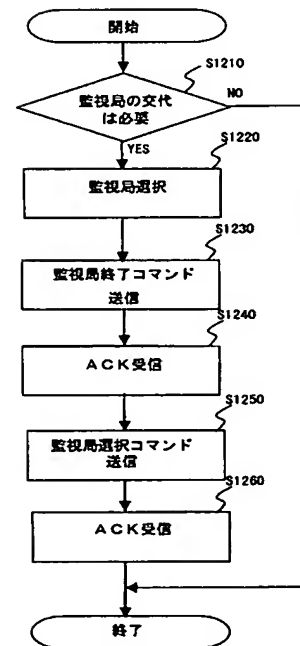 開始
S1210
監視局の交代
は必要
NO
YES
S1220
監視局選択
S1230
監視局終了コマンド
送信
S1240
ACK受信
S1250
監視局選択コマンド
送信
S1260
ACK受信
終了